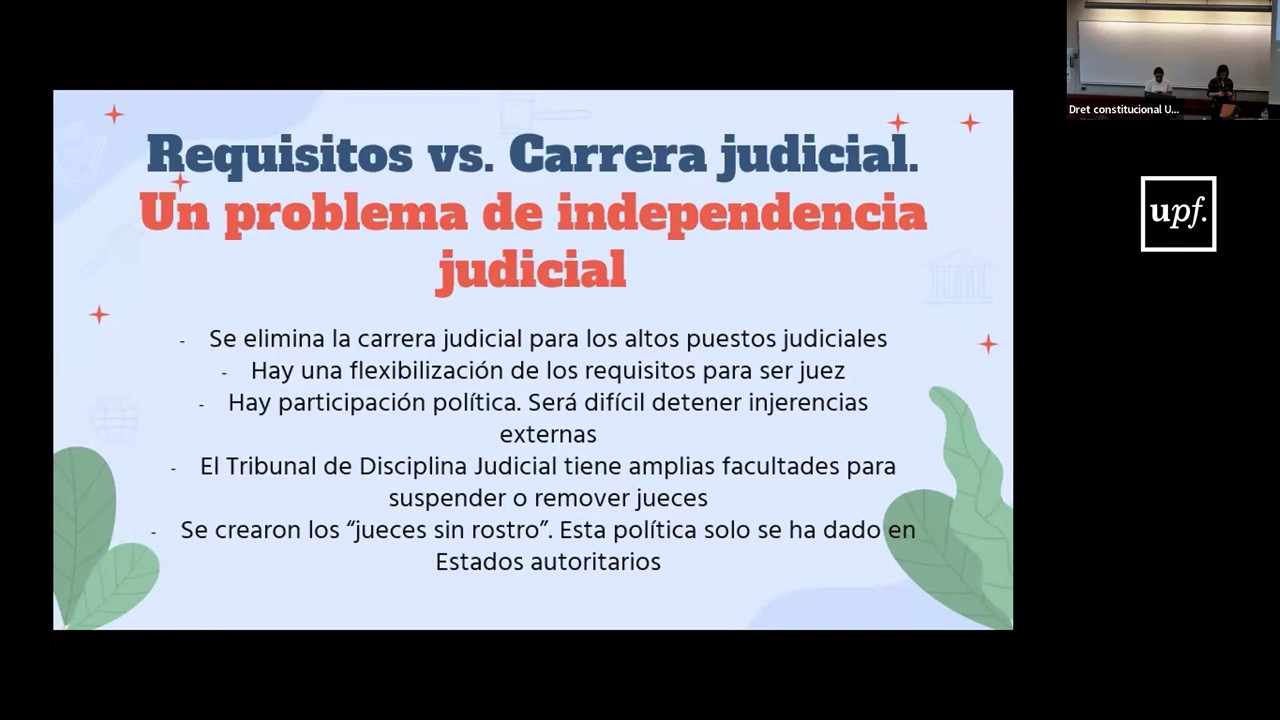 Requisitos vs. Carrera judicial.
Un problema de independencia
judicial
- Se elimina la carrera judicial para los altos puestos judiciales
- Hay una flexibilización de los requisitos para ser juez
- Hay participación política. Será difícil detener injerencias
externas
- El Tribunal de Disciplina Judicial tiene amplias facultades para
suspender o remover jueces
- Se crearon los “jueces sin rostro”. Esta política solo se ha dado en
Estados autoritarios
Dret constitucional U...
upf.